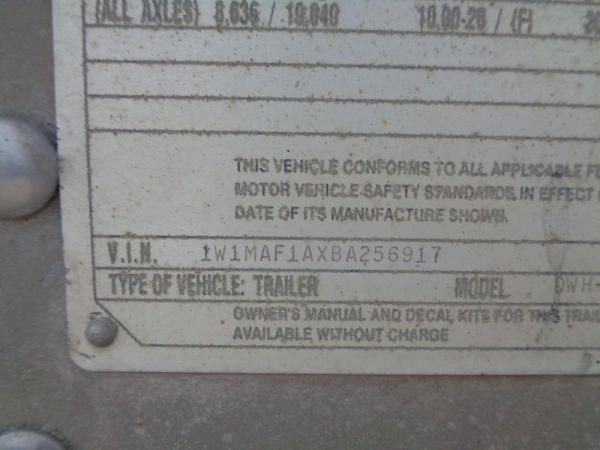 (ALL AXLES) 8,636 / 19,040 10.00-20 / (F)
THIS VEHICLE CONFORMS TO ALL APPLICABLE
MOTOR VEHICLE SAFETY STANDARDS IN EFFECT
DATE OF ITS MANUFACTURE SHOWN.
V.I.N. 1W1MAF1AXBA256917
TYPE OF VEHICLE: TRAILER MODEL DWH-
OWNER'S MANUAL AND DECAL KITS FOR THIS TRAIL
AVAILABLE WITHOUT CHARGE